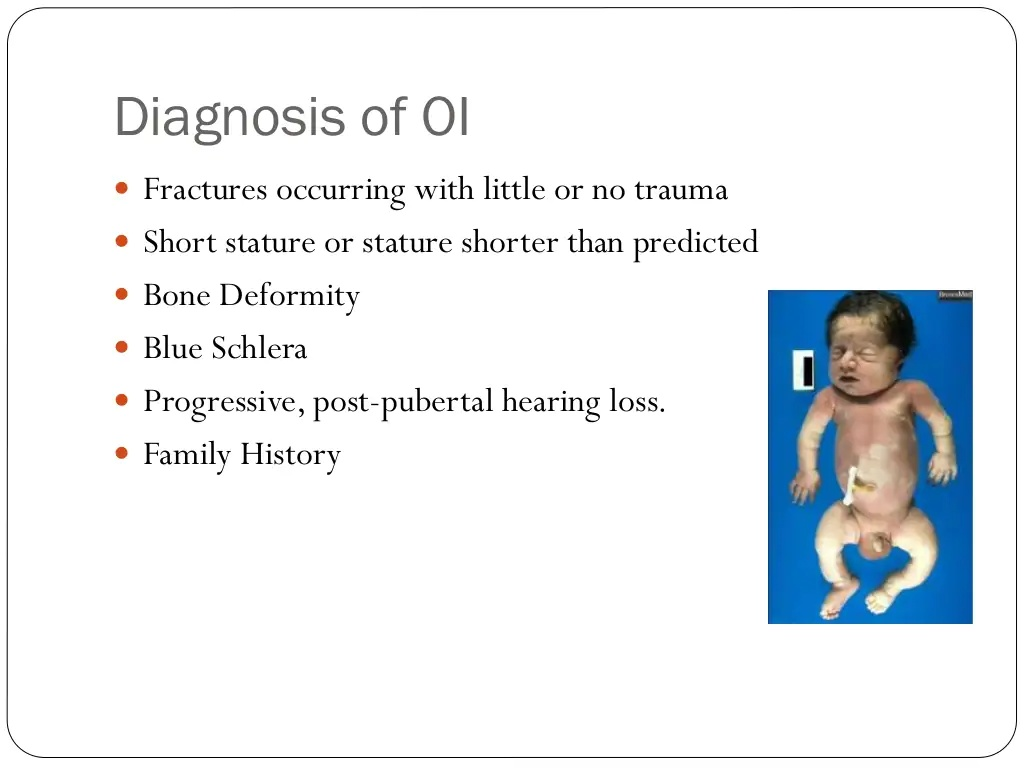 Diagnosis of OI
Fractures occurring with little or no trauma
Short stature or stature shorter than predicted
Bone Deformity
Blue Schlera
Progressive, post-pubertal hearing loss.
Family History